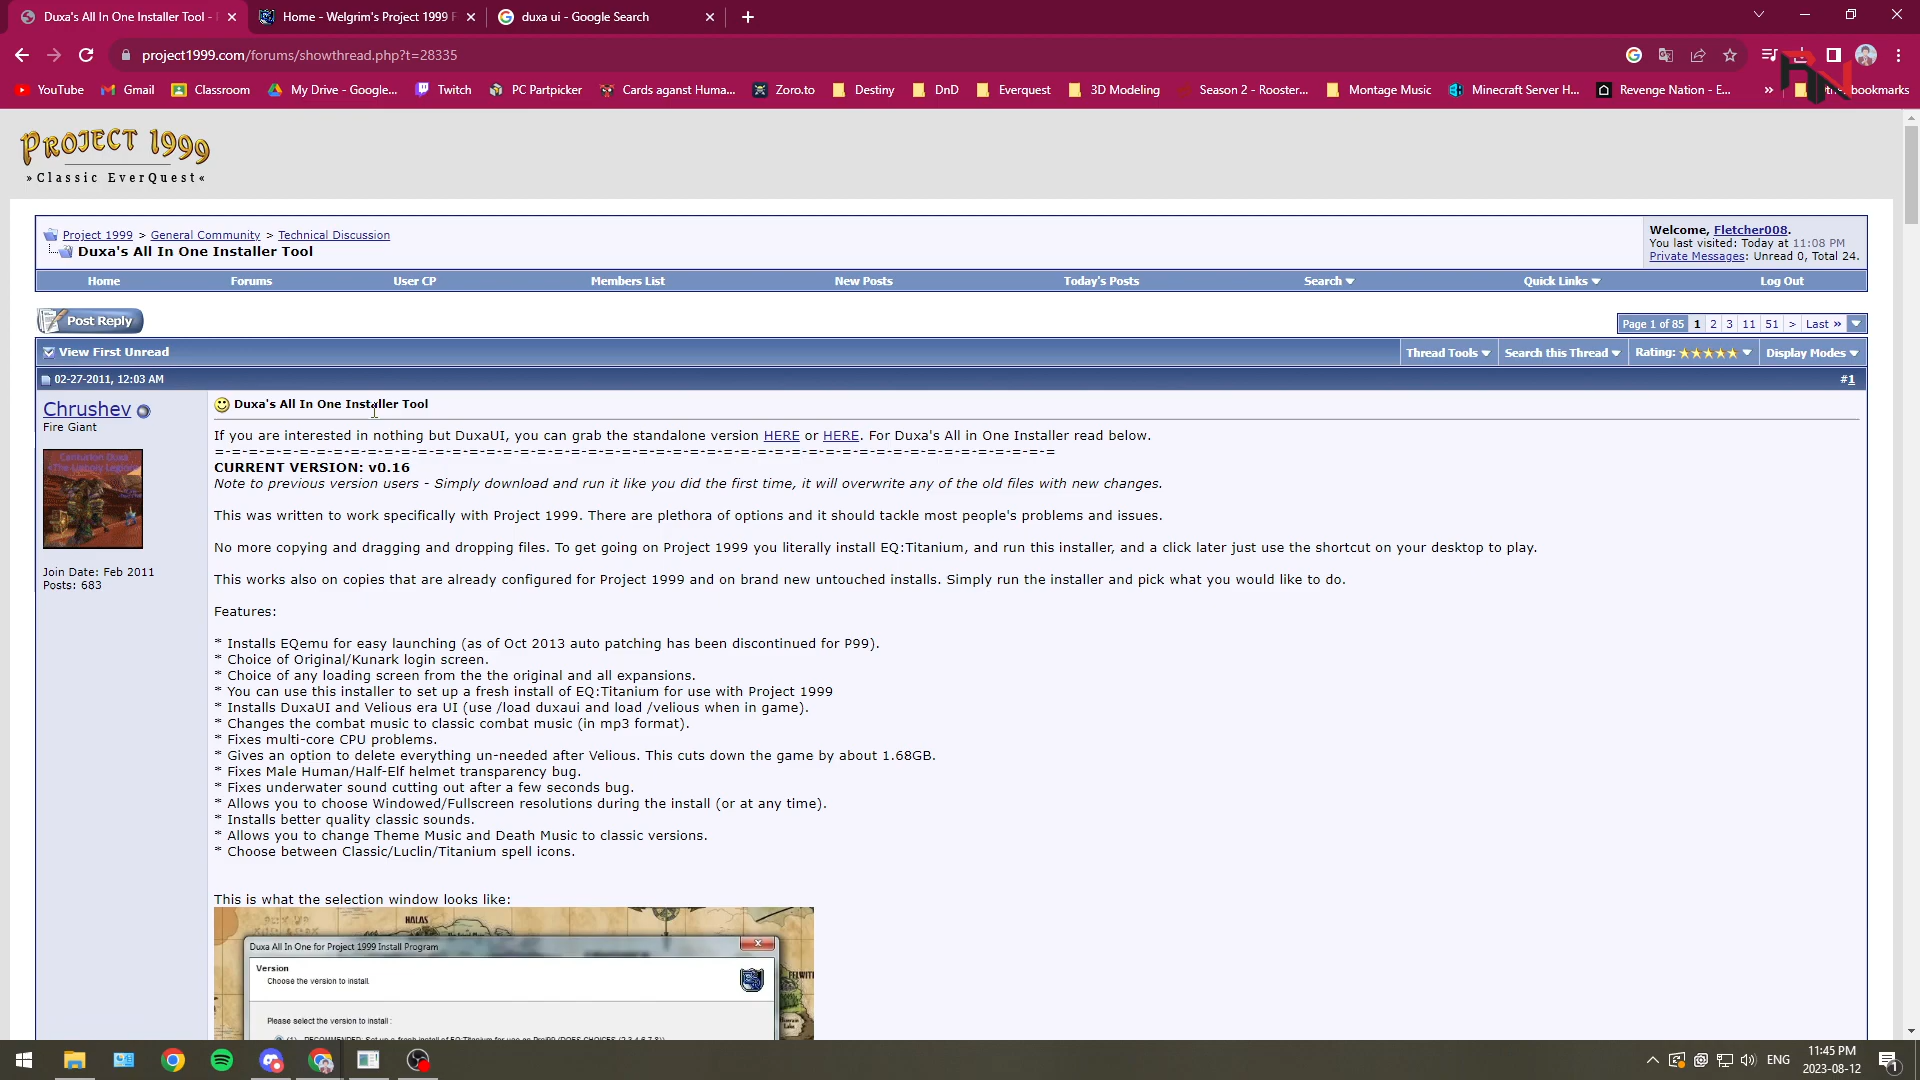 Duxa's All In One Installer Tool -
Home - Welgrim's Project 1999 F
duxa ui - Google Search
project1999.com/forums/showthread.php?t=28335
YouTube
Gmail
Classroom
My Drive - Google...
Twitch
PC Partpicker
Cards against Huma...
Zoro.to
Destiny
DnD
Everquest
3D Modeling
Season 2 - Rooster...
Montage Music
Minecraft Server H...
Revenge Nation - E...
»
bookmarks
PROJECT 1999
»Classic EverQuest«
Project 1999 > General Community > Technical Discussion
Duxa's All In One Installer Tool
Welcome, Fletcher008.
You last visited: Today at 11:08 PM
Private Messages: Unread 0, Total 24.
Home
Forums
User CP
Members List
New Posts
Today's Posts
Search
Quick Links
Log Out
Post Reply
Page 1 of 85 1 2 3 11 51 > Last »
View First Unread
Thread Tools
Search this Thread
Rating:
Display Modes
02-27-2011, 12:03 AM
#1
Chrushev
Fire Giant
Join Date: Feb 2011
Posts: 683
Duxa's All In One Installer Tool
If you are interested in nothing but DuxaUI, you can grab the standalone version HERE or HERE. For Duxa's All in One Installer read below.
=-=-=-=-=-=-=-=-=-=-=-=-=-=-=-=-=-=-=-=-=-=-=-=-=-=-=-=-=-=-=-=-=-=-=-=-=-=-=-=
CURRENT VERSION: v0.16
Note to previous version users - Simply download and run it like you did the first time, it will overwrite any of the old files with new changes.
This was written to work specifically with Project 1999. There are plethora of options and it should tackle most people's problems and issues.
No more copying and dragging and dropping files. To get going on Project 1999 you literally install EQ:Titanium, and run this installer, and a click later just use the shortcut on your desktop to play.
This works also on copies that are already configured for Project 1999 and on brand new untouched installs. Simply run the installer and pick what you would like to do.
Features:
* Installs EQemu for easy launching (as of Oct 2013 auto patching has been discontinued for P99).
* Choice of Original/Kunark login screen.
* Choice of any loading screen from the the original and all expansions.
* You can use this installer to set up a fresh install of EQ:Titanium for use with Project 1999
* Installs DuxaUI and Velious era UI (use /load duxaui and load /velious when in game).
* Changes the combat music to classic combat music (in mp3 format).
* Fixes multi-core CPU problems.
* Gives an option to delete everything un-needed after Velious. This cuts down the game by about 1.68GB.
* Fixes Male Human/Half-Elf helmet transparency bug.
* Fixes underwater sound cutting out after a few seconds bug.
* Allows you to choose Windowed/Fullscreen resolutions during the install (or at any time).
* Installs better quality classic sounds.
* Allows you to change Theme Music and Death Music to classic versions.
* Choose between Classic/Luclin/Titanium spell icons.
This is what the selection window looks like:
HALAS
Duxa All In One for Project 1999 Install Program
Version
Choose the version to install.
Please select the version to install :
ENG
11:45 PM
2023-08-12
1